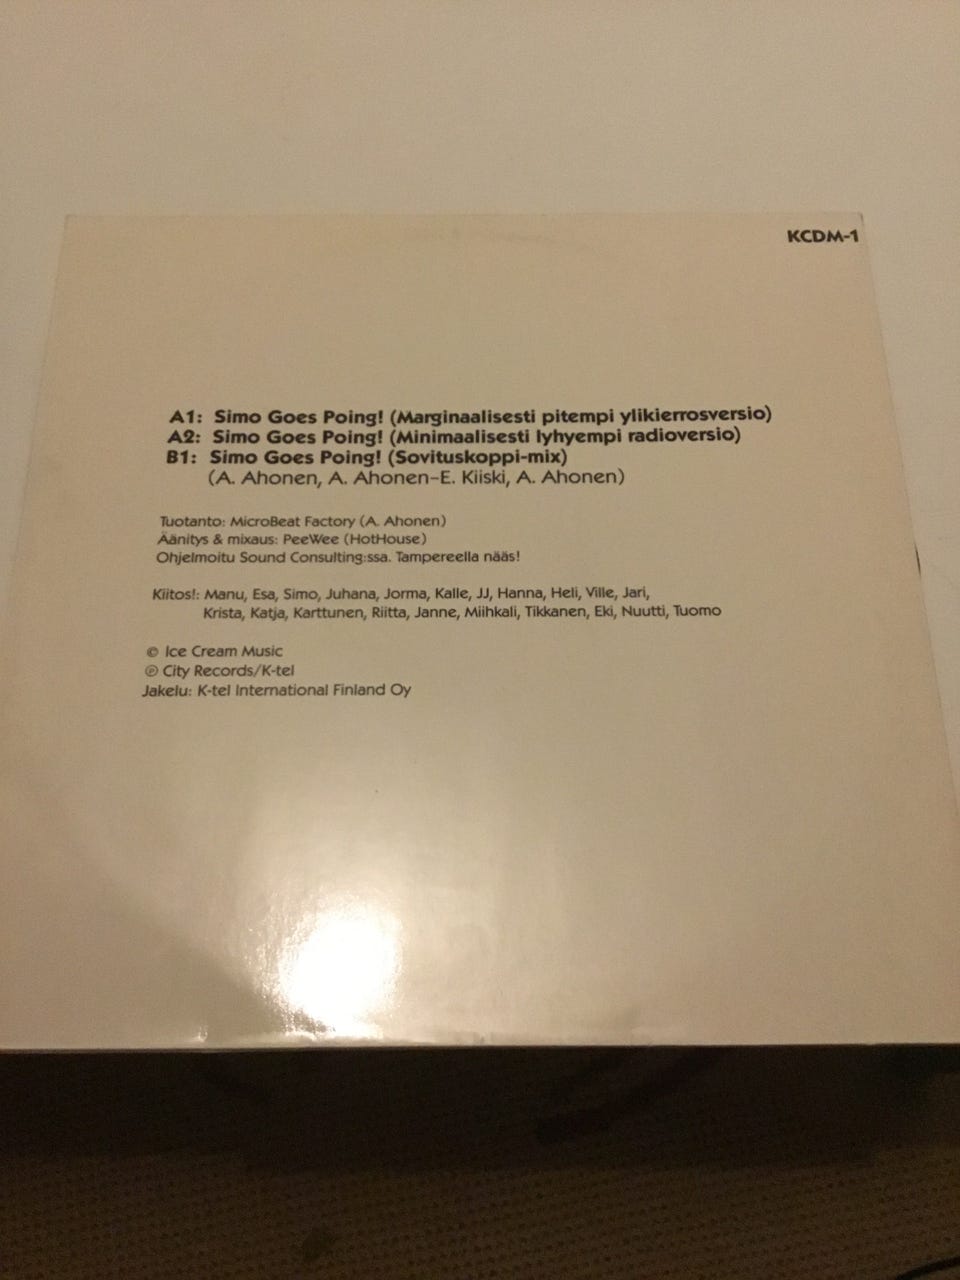 KCDM-1
A1: Simo Goes Poing! (Marginaalisesti pitempi ylikierrosversio)
A2: Simo Goes Poing! (Minimaalisesti lyhyempi radioversio)
B1: Simo Goes Poing! (Sovituskoppi-mix)
(A. Ahonen, A. Ahonen-E. Kiiski, A. Ahonen)
Tuotanto: MicroBeat Factory (A. Ahonen)
Äänitys & mixaus: PeeWee (HotHouse)
Ohjelmoitu Sound Consulting:ssa. Tampereella nääs!
Kiitos!: Manu, Esa, Simo, Juhana, Jorma, Kalle, JJ, Hanna, Heli, Ville, Jari,
Krista, Katja, Karttunen, Riitta, Janne, Miihkali, Tikkanen, Eki, Nuutti, Tuomo
© Ice Cream Music
℗ City Records/K-tel
Jakelu: K-tel International Finland Oy